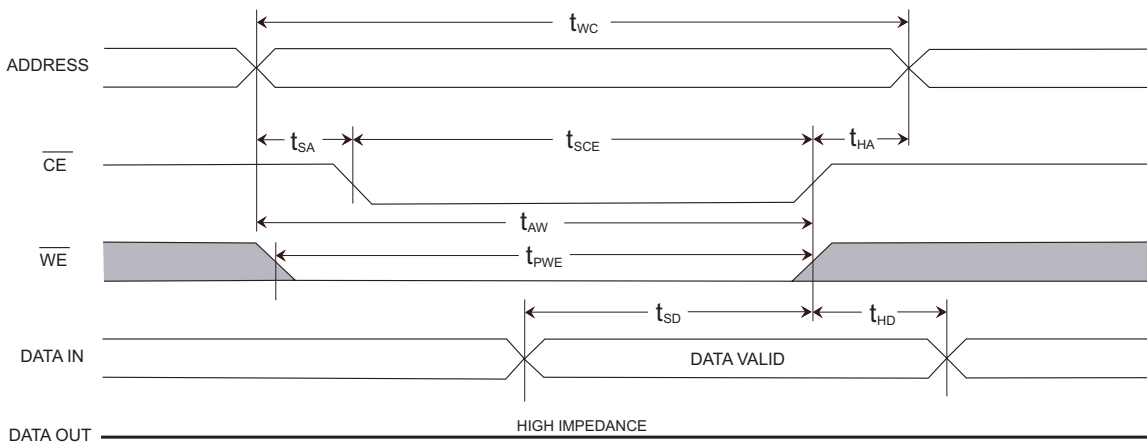 tWC
ADDRESS
tSA
tSCE
tHA
CE
tAW
WE
tPWE
tSD
tHD
DATA IN
DATA VALID
DATA OUT
HIGH IMPEDANCE